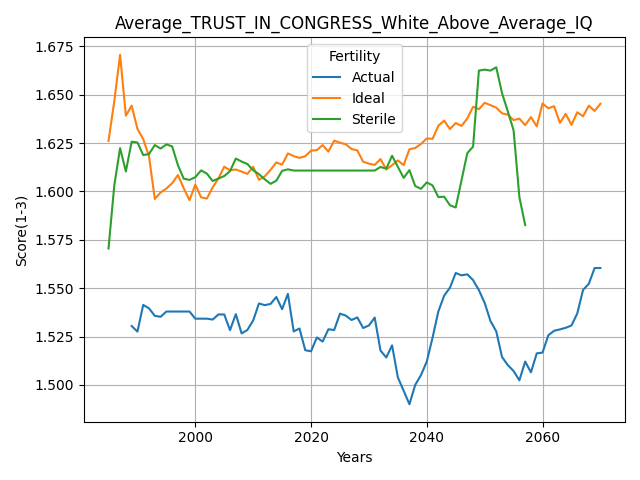 Average_TRUST_IN_CONGRESS_White_Above_Average_IQ
Fertility
Actual
Ideal
Sterile
Score(1-3)
1.675
1.650
1.625
1.600
1.575
1.550
1.525
1.500
2000
2020
2040
2060
Years